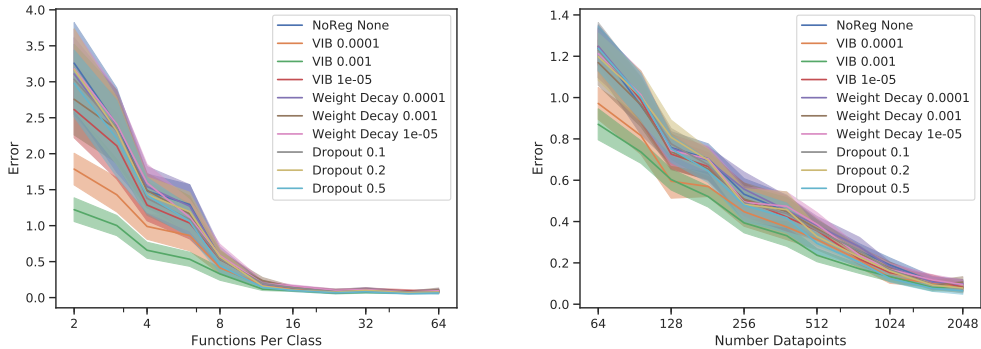 4.0
3.5
3.0
2.5
2.0
1.5
1.0
0.5
0.0
Error
2 4 8 16 32 64
Functions Per Class
NoReg None
VIB 0.0001
VIB 0.001
VIB 1e-05
Weight Decay 0.0001
Weight Decay 0.001
Weight Decay 1e-05
Dropout 0.1
Dropout 0.2
Dropout 0.5
1.4
1.2
1.0
0.8
0.6
0.4
0.2
0.0
Error
64 128 256 512 1024 2048
Number Datapoints
NoReg None
VIB 0.0001
VIB 0.001
VIB 1e-05
Weight Decay 0.0001
Weight Decay 0.001
Weight Decay 1e-05
Dropout 0.1
Dropout 0.2
Dropout 0.5